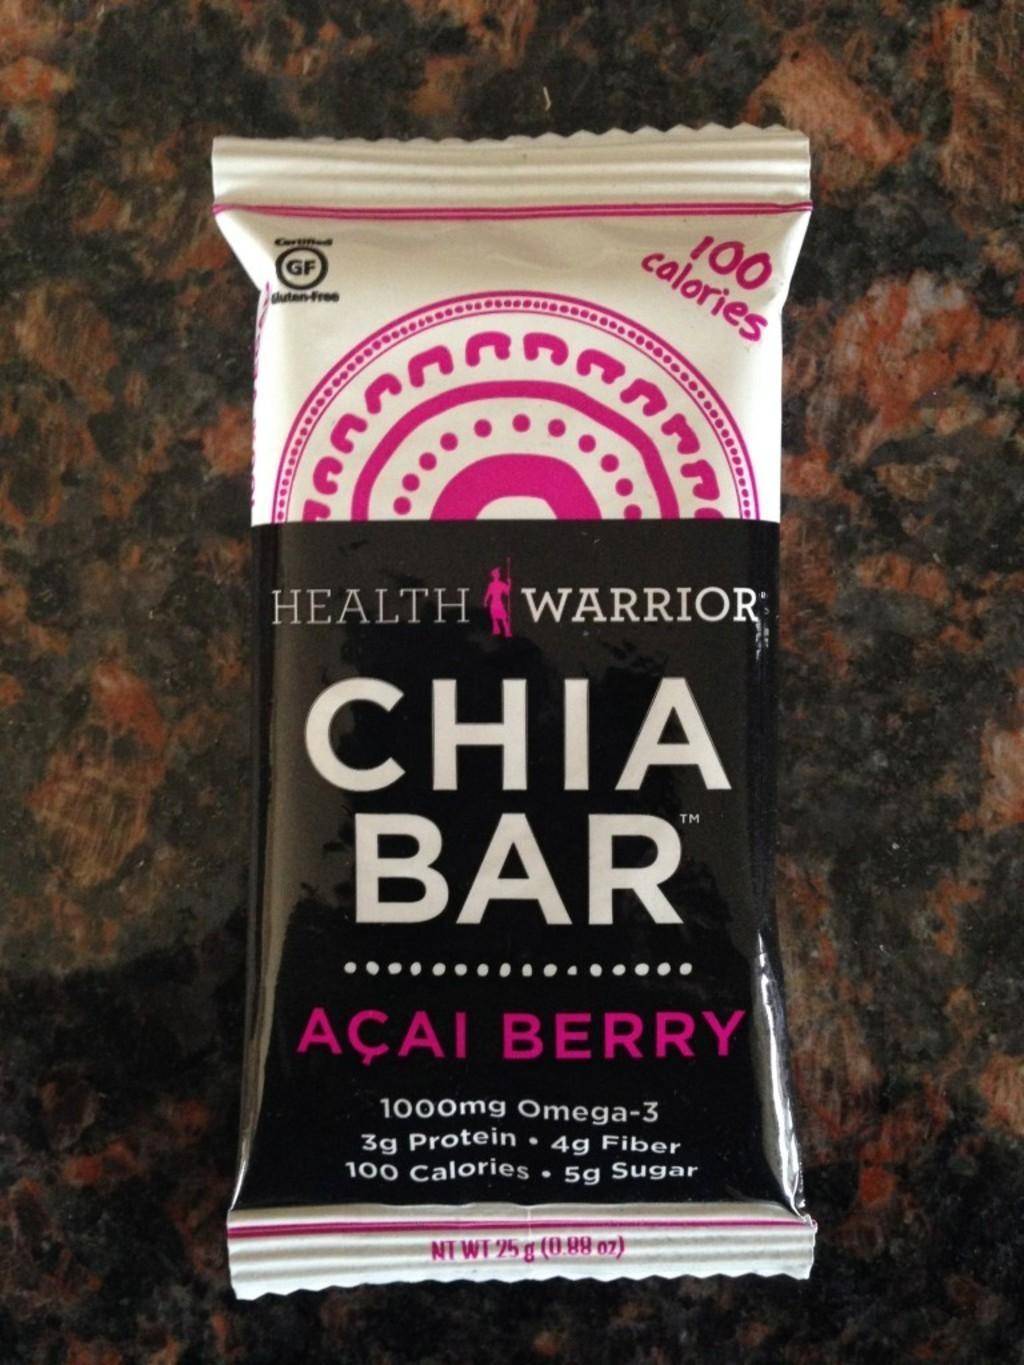 Certified
GF
Gluten-Free
100
calories
HEALTH WARRIOR®
CHIA
BAR™
AÇAI BERRY
1000mg Omega-3
3g Protein • 4g Fiber
100 Calories • 5g Sugar
NT WT 25 g (0.88 oz)